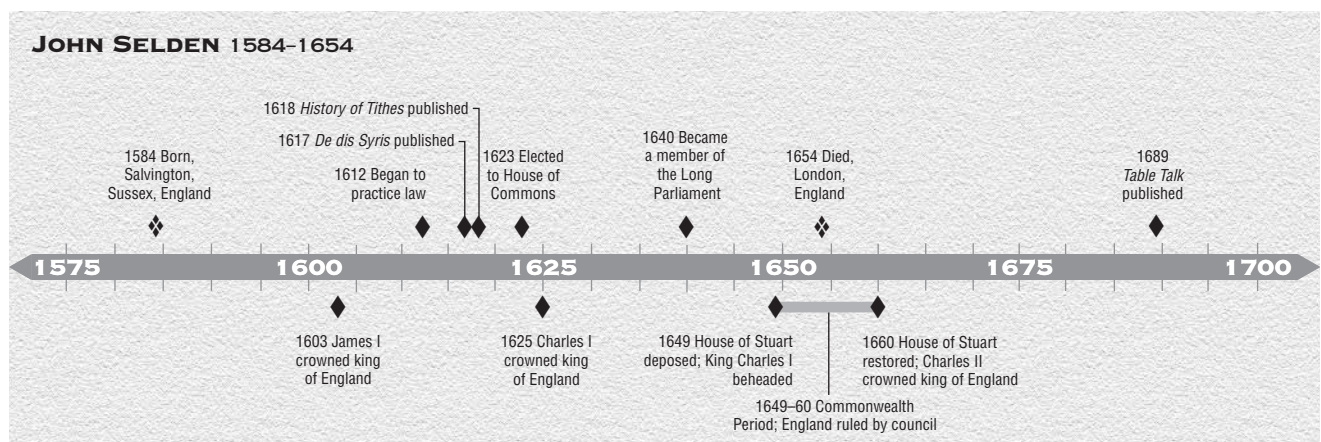 JOHN SELDEN 1584–1654
1618 History of Tithes published
1617 De dis Syris published
1584 Born,
Salvington,
Sussex, England
1612 Began to
practice law
1623 Elected
to House of
Commons
1640 Became
a member of
the Long
Parliament
1654 Died,
London,
England
1689
Table Talk
published
1575 1600 1625 1650 1675 1700
1603 James I
crowned king
of England
1625 Charles I
crowned king
of England
1649 House of Stuart
deposed; King Charles I
beheaded
1660 House of Stuart
restored; Charles II
crowned king of England
1649–60 Commonwealth
Period; England ruled by council